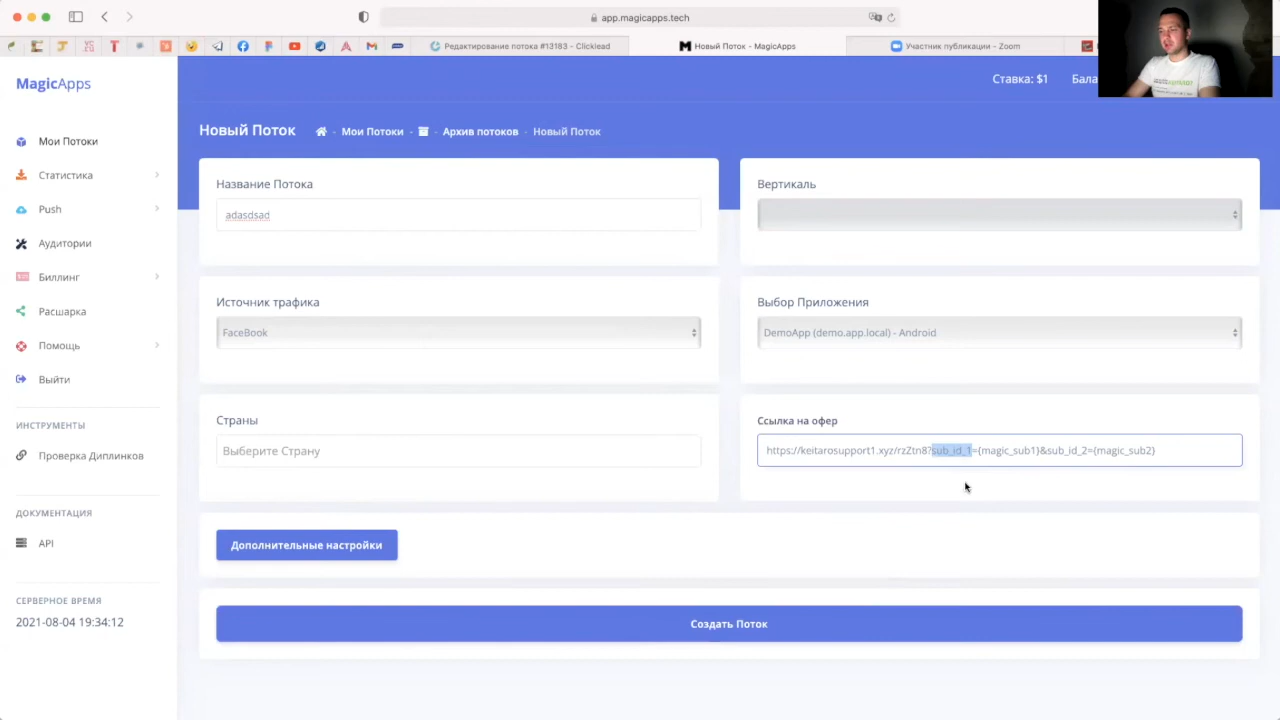 app.magicapps.tech
Редактирование потока #13183 - Clicklead
Новый Поток - MagicApps
Участник публикации - Zoom
MagicApps
Ставка: $1
Бала
Новый Поток - Мои Потоки - - Архив потоков - Новый Поток
Мои Потоки
Статистика
Push
Аудитории
Биллинг
Расшарка
Помощь
Выйти
ИНСТРУМЕНТЫ
Проверка Диплинков
ДОКУМЕНТАЦИЯ
API
СЕРВЕРНОЕ ВРЕМЯ
2021-08-04 19:34:12
Название Потока
adasdsad
Вертикаль
Источник трафика
FaceBook
Выбор Приложения
DemoApp (demo.app.local) - Android
Страны
Выберите Страну
Ссылка на офер
https://keitarosupport1.xyz/rzZtn8?sub_id_1={magic_sub1}&sub_id_2={magic_sub2}
Дополнительные настройки
Создать Поток